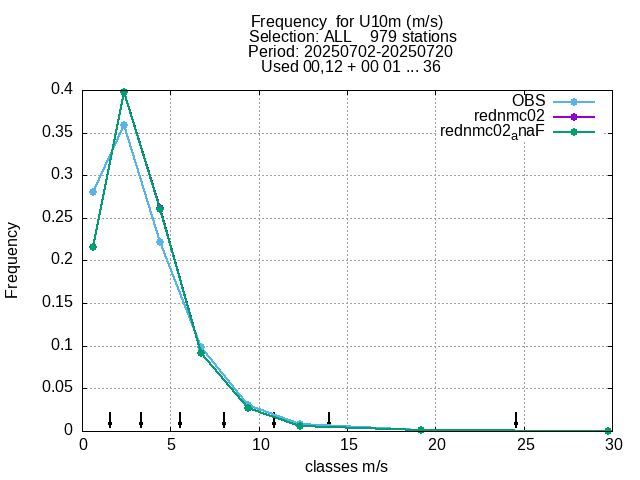 Frequency  for U10m (m/s)
Selection: ALL    979 stations
Period: 20250702-20250720
Used 00,12 + 00 01 ... 36
OBS
rednmc02
rednmc02_anaF
0.4
0.35
0.3
0.25
0.2
0.15
0.1
0.05
0
Frequency
0 5 10 15 20 25 30
classes m/s